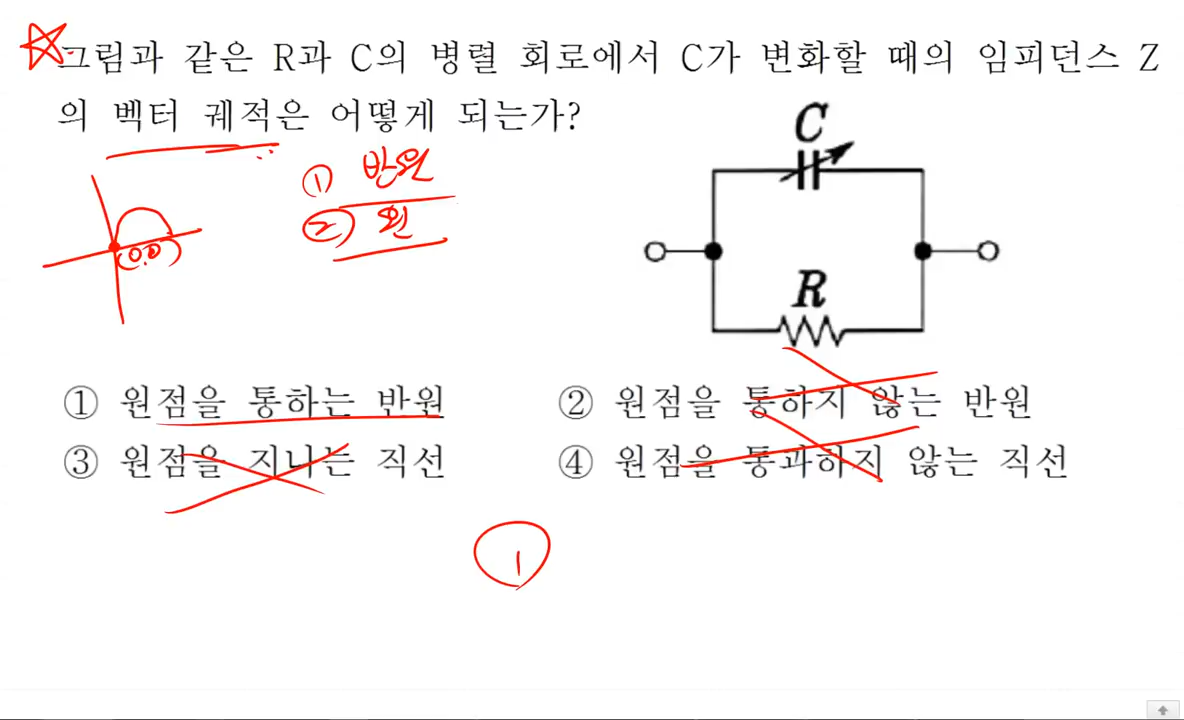 그림과 같은 R과 C의 병렬 회로에서 C가 변화할 때의 임피던스 Z
의 벡터 궤적은 어떻게 되는가?
① 반원
② 원
(0.0)
C
R
① 원점을 통하는 반원
② 원점을 통하지 않는 반원
③ 원점을 지나는 직선
④ 원점을 통과하지 않는 직선
①